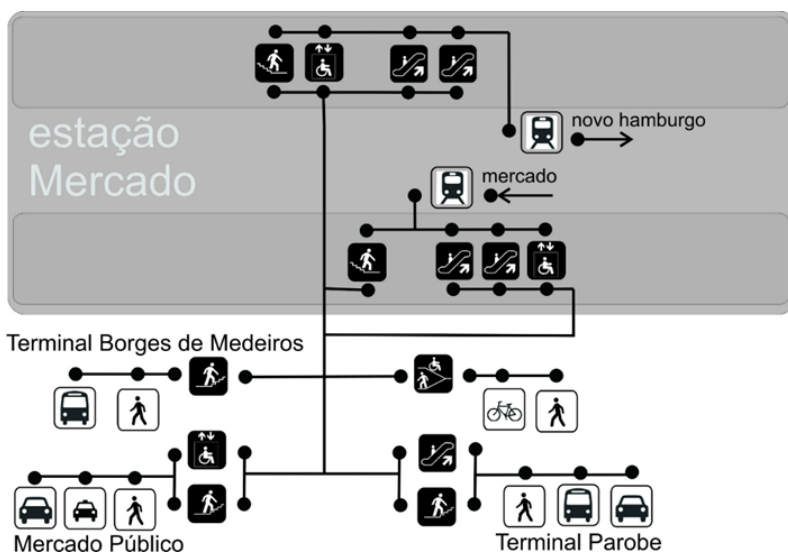 estação
Mercado
novo hamburgo
mercado
Terminal Borges de Medeiros
Mercado Público
Terminal Parobe